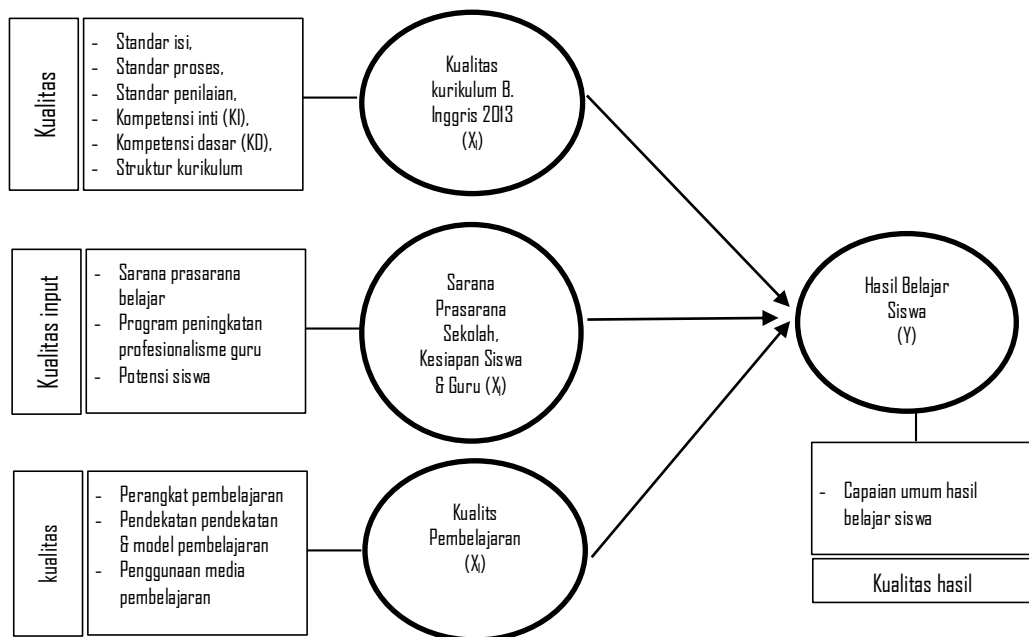 Kualitas
- Standar isi,
- Standar proses,
- Standar penilaian,
- Kompetensi inti (KI),
- Kompetensi dasar (KD),
- Struktur kurikulum
Kualitas
kurikulum B.
Inggris 2013
(X₁)
Kualitas input
- Sarana prasarana
belajar
- Program peningkatan
profesionalisme guru
- Potensi siswa
Sarana
Prasarana
Sekolah,
Kesiapan Siswa
& Guru (X₁)
kualitas
- Perangkat pembelajaran
- Pendekatan pendekatan
& model pembelajaran
- Penggunaan media
pembelajaran
Kualits
Pembelajaran
(X₁)
Hasil Belajar
Siswa
(Y)
- Capaian umum hasil
belajar siswa
Kualitas hasil